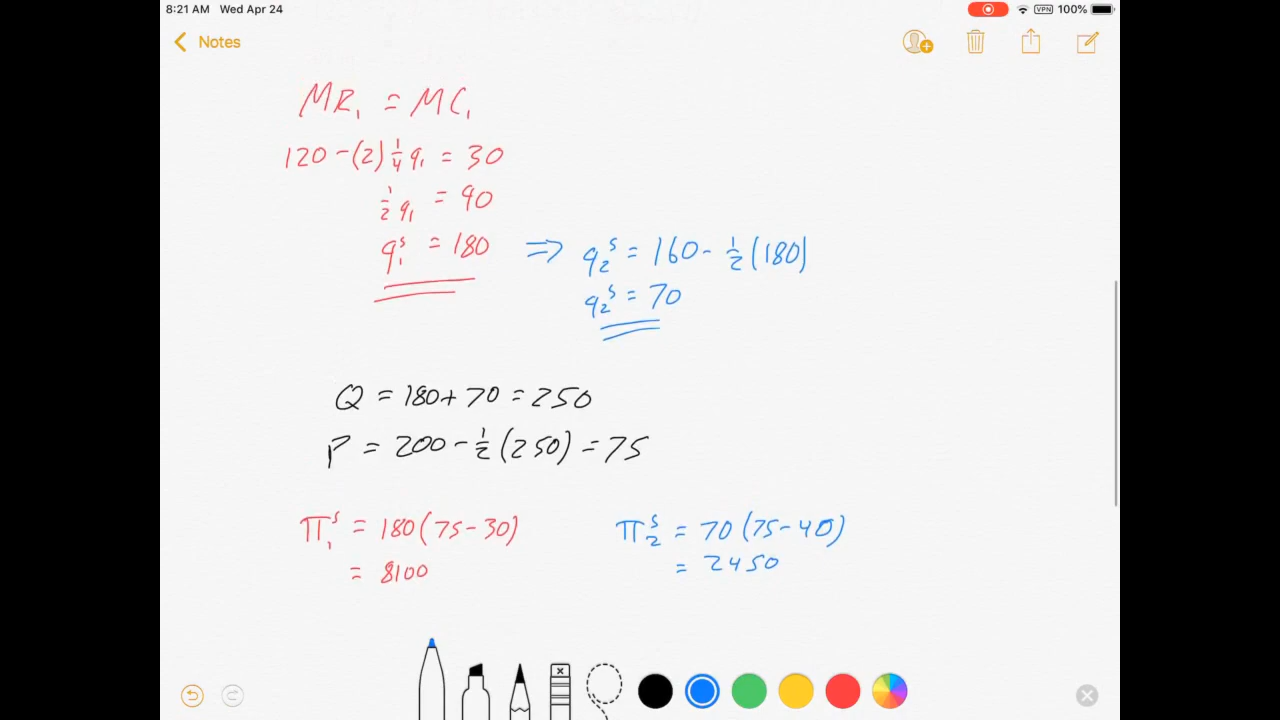 8:21 AM Wed Apr 24 VPN 100%
Notes
MR₁ = MC₁
120 - (2) ¼ q₁ = 30
½ q₁ = 90
q₁ˢ = 180 ⇒ q₂ˢ = 160 - ½ (180)
q₂ˢ = 70
Q = 180 + 70 = 250
P = 200 - ½ (250) = 75
π₁ˢ = 180 (75 - 30) π₂ˢ = 70 (75 - 40)
= 8100 = 2450